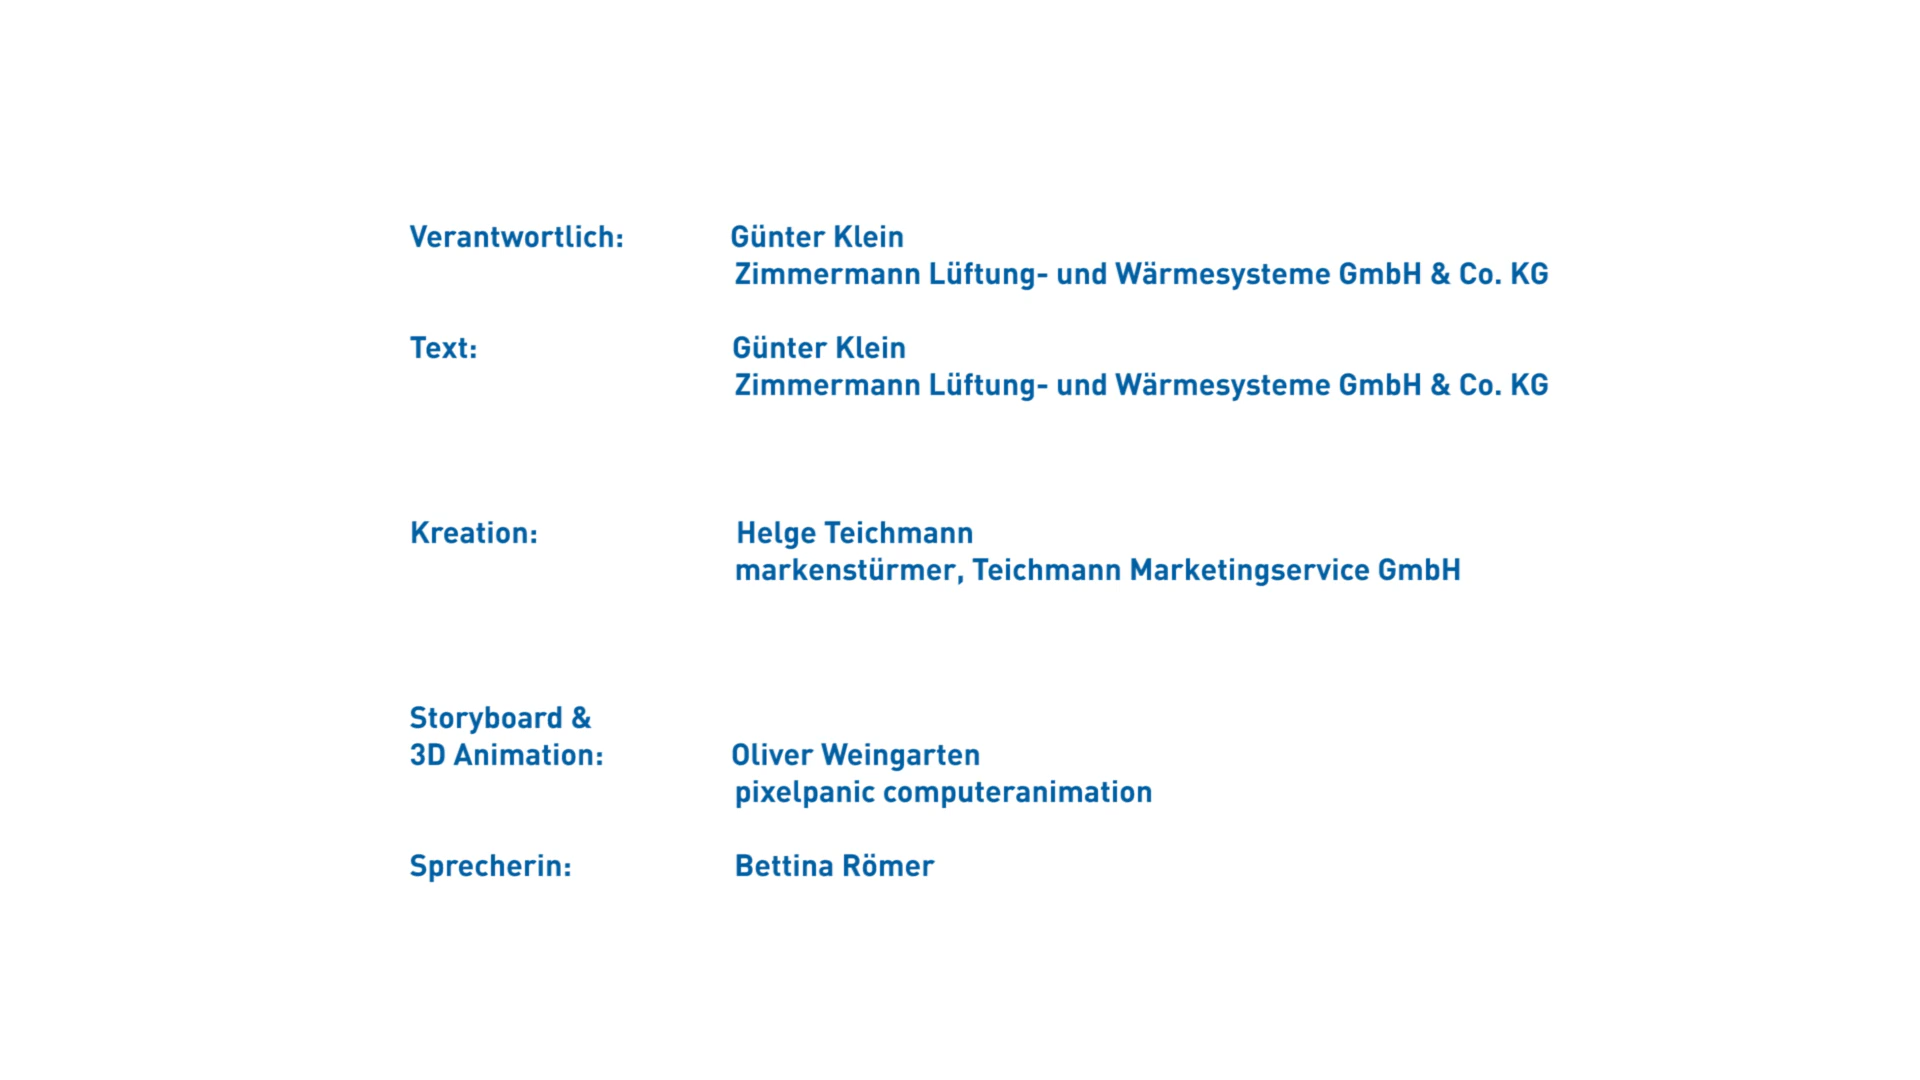 Verantwortlich: Günter Klein
Zimmermann Lüftung- und Wärmesysteme GmbH & Co. KG
Text: Günter Klein
Zimmermann Lüftung- und Wärmesysteme GmbH & Co. KG
Kreation: Helge Teichmann
markenstürmer, Teichmann Marketingservice GmbH
Storyboard &
3D Animation: Oliver Weingarten
pixelpanic computeranimation
Sprecherin: Bettina Römer